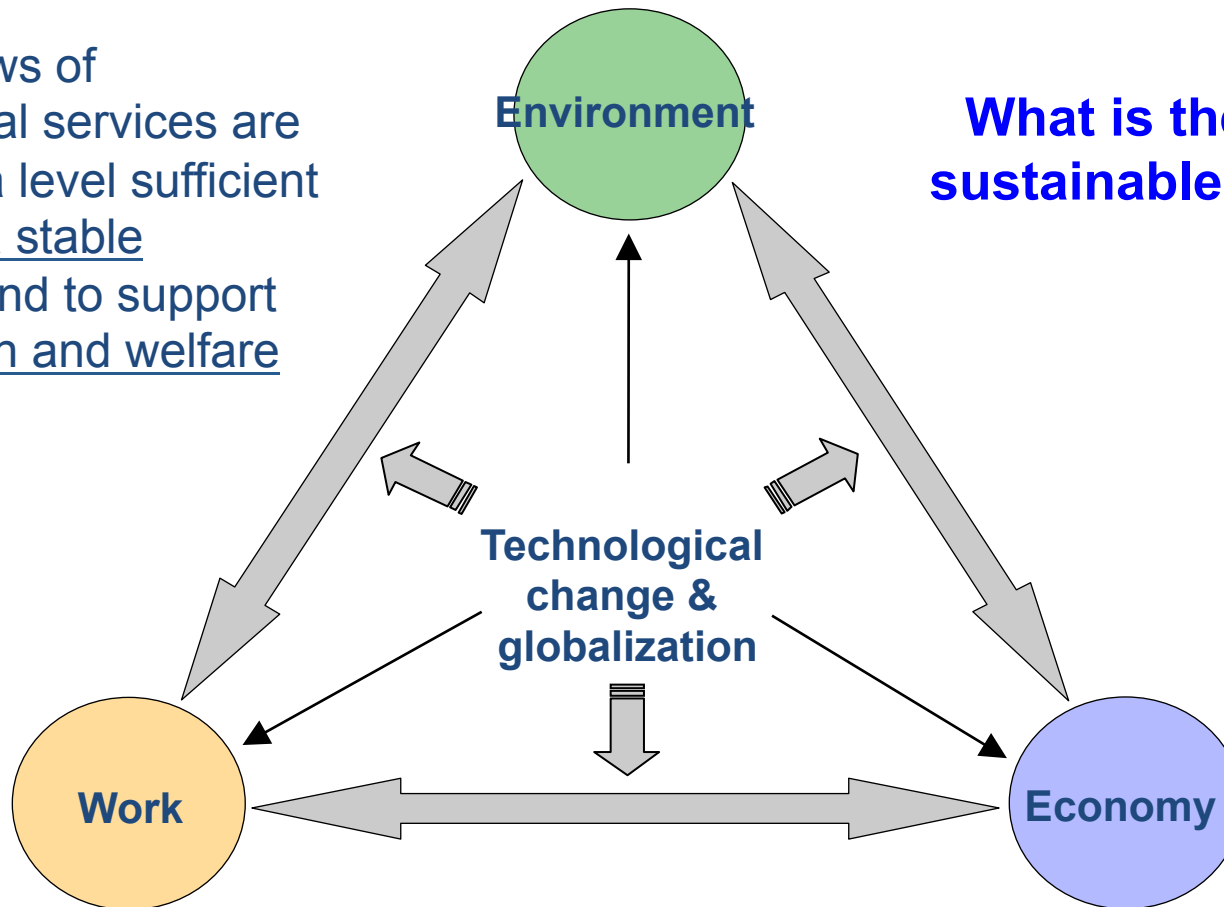 ws of
al services are
a level sufficient
stable
nd to support
n and welfare
Environment
What is the
sustainable
Technological
change &
globalization
Work
Economy